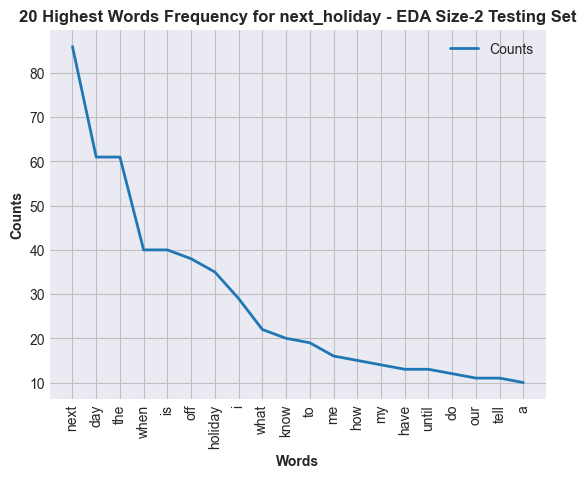 20 Highest Words Frequency for next_holiday - EDA Size-2 Testing Set
Counts
Counts
80
70
60
50
40
30
20
10
next
day
the
when
is
off
holiday
i
what
know
to
me
how
my
have
until
do
our
tell
a
Words